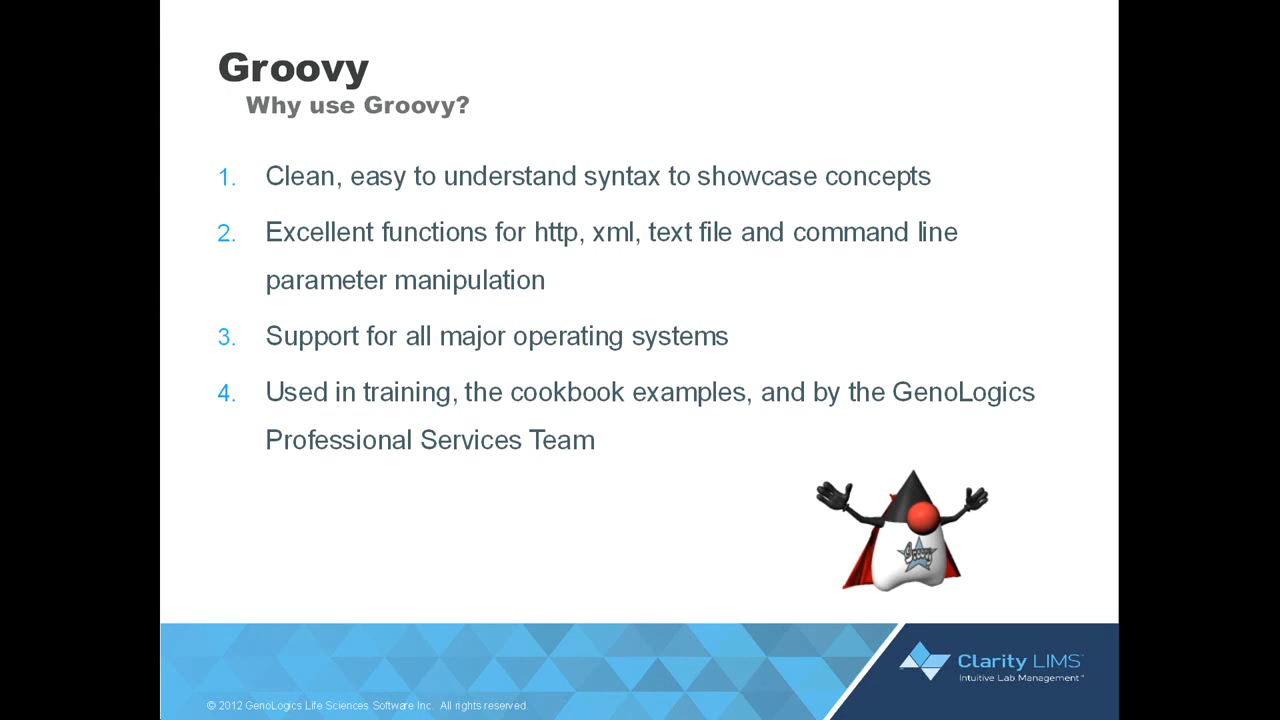 Groovy
Why use Groovy?
1. Clean, easy to understand syntax to showcase concepts
2. Excellent functions for http, xml, text file and command line
parameter manipulation
3. Support for all major operating systems
4. Used in training, the cookbook examples, and by the GenoLogics
Professional Services Team
Groovy
Clarity LIMS™
Intuitive Lab Management™
© 2012 GenoLogics Life Sciences Software Inc. All rights reserved.